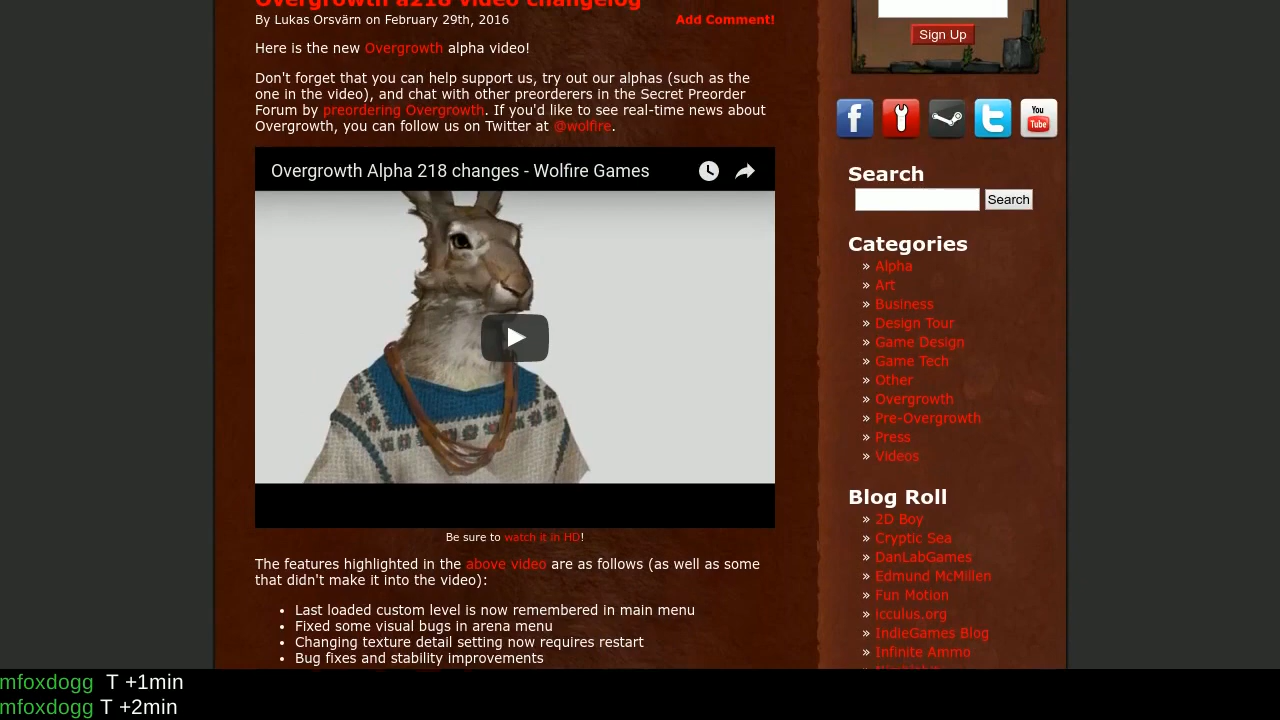 Overgrowth a218 video changelog
By Lukas Orsvärn on February 29th, 2016
Add Comment!
Here is the new Overgrowth alpha video!
Don't forget that you can help support us, try out our alphas (such as the
one in the video), and chat with other preorderers in the Secret Preorder
Forum by preordering Overgrowth. If you'd like to see real-time news about
Overgrowth, you can follow us on Twitter at @wolfire.
Overgrowth Alpha 218 changes - Wolfire Games
Be sure to watch it in HD!
The features highlighted in the above video are as follows (as well as some
that didn't make it into the video):
• Last loaded custom level is now remembered in main menu
• Fixed some visual bugs in arena menu
• Changing texture detail setting now requires restart
• Bug fixes and stability improvements
Sign Up
f
You
Tube
Search
Search
Categories
» Alpha
» Art
» Business
» Design Tour
» Game Design
» Game Tech
» Other
» Overgrowth
» Pre-Overgrowth
» Press
» Videos
Blog Roll
» 2D Boy
» Cryptic Sea
» DanLabGames
» Edmund McMillen
» Fun Motion
» icculus.org
» IndieGames Blog
» Infinite Ammo
mfoxdogg T +1min
mfoxdogg T +2min